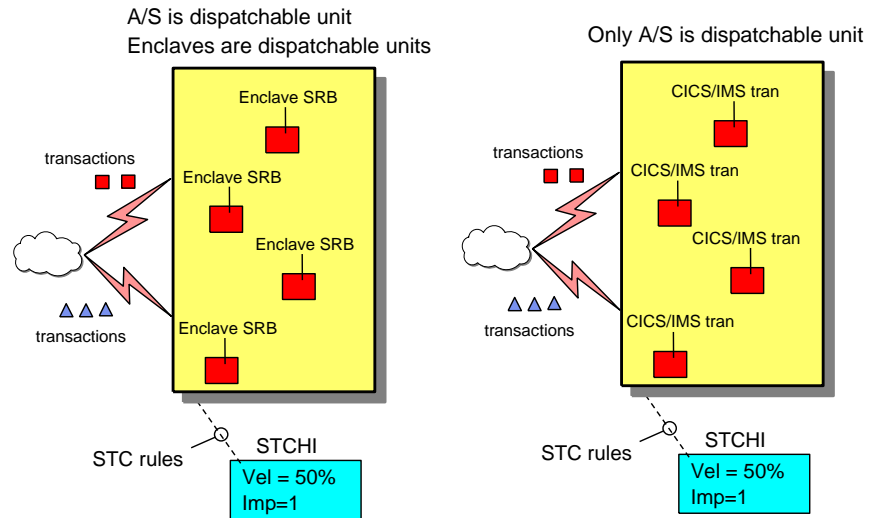 A/S is dispatchable unit
Enclaves are dispatchable units
Enclave SRB
transactions
Enclave SRB
Enclave SRB
transactions
Enclave SRB
STC rules
STCHI
Vel = 50%
Imp=1
Only A/S is dispatchable unit
CICS/IMS tran
transactions
CICS/IMS tran
CICS/IMS tran
transactions
CICS/IMS tran
STC rules
STCHI
Vel = 50%
Imp=1